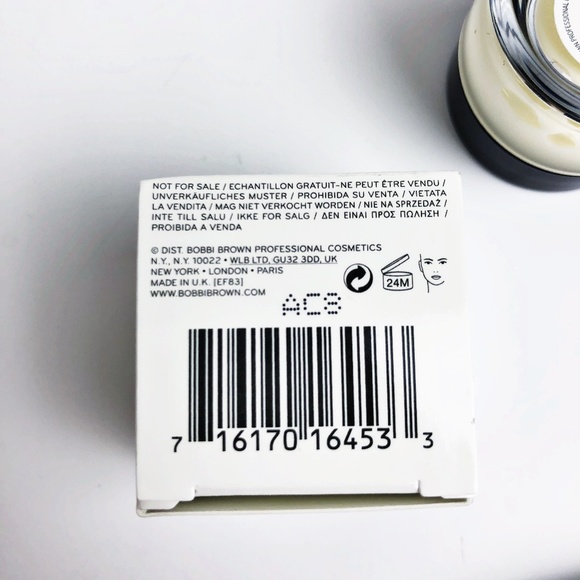 NOT FOR SALE / ECHANTILLON GRATUIT-NE PEUT ÊTRE VENDU /
UNVERKÄUFLICHES MUSTER / PROHIBIDA SU VENTA / VIETATA
LA VENDITA / MAG NIET VERKOCHT WORDEN / NIE NA SPRZEDAŻ /
INTE TILL SALU / IKKE FOR SALG / ΔΕΝ ΕΙΝΑΙ ΠΡΟΣ ΠΩΛΗΣΗ /
PROIBIDA A VENDA
© DIST. BOBBI BROWN PROFESSIONAL COSMETICS
N.Y., N.Y. 10022 • WLB LTD, GU32 3DD, UK
NEW YORK • LONDON • PARIS
MADE IN U.K. [EF83]
WWW.BOBBIBROWN.COM
24M
AC8
7 16170 16453 3